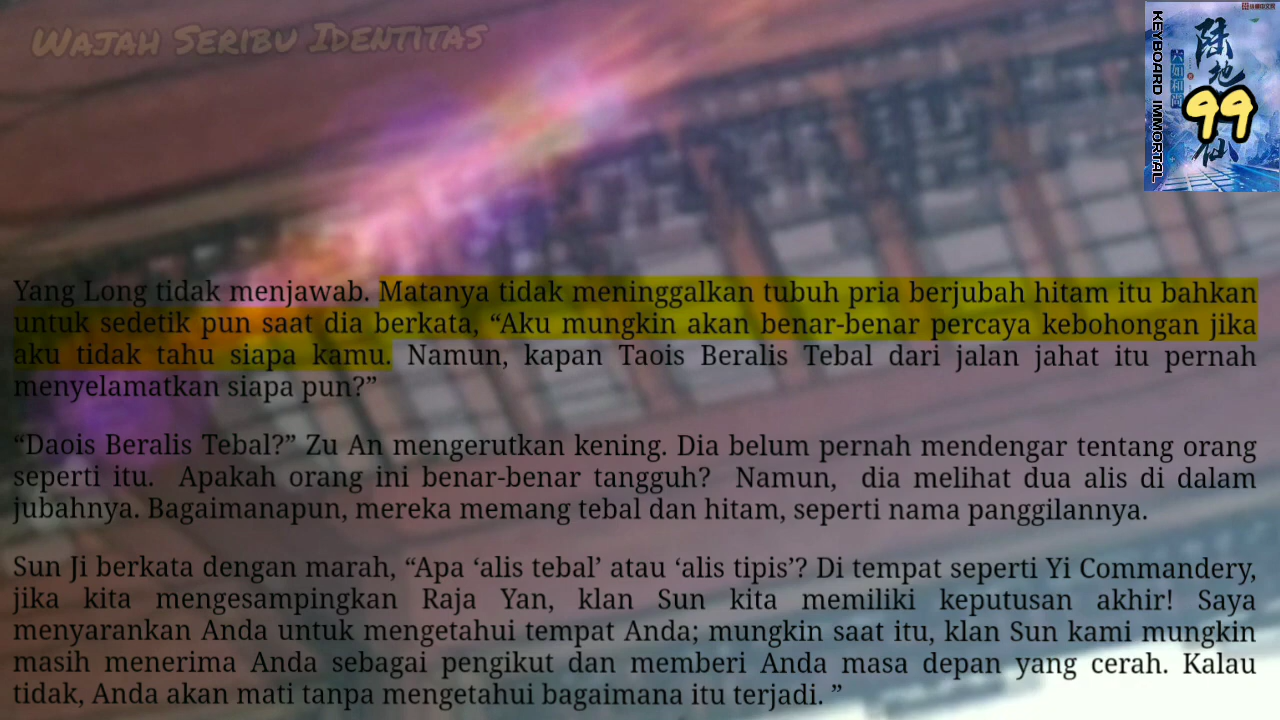 Wajah Seribu Identitas
KEYBOARD IMMORTAL
陆地
仙
六如和尚
99
Yang Long tidak menjawab. Matanya tidak meninggalkan tubuh pria berjubah hitam itu bahkan
untuk sedetik pun saat dia berkata, “Aku mungkin akan benar-benar percaya kebohongan jika
aku tidak tahu siapa kamu. Namun, kapan Taois Beralis Tebal dari jalan jahat itu pernah
menyelamatkan siapa pun?”
“Daois Beralis Tebal?” Zu An mengerutkan kening. Dia belum pernah mendengar tentang orang
seperti itu. Apakah orang ini benar-benar tangguh? Namun, dia melihat dua alis di dalam
jubahnya. Bagaimanapun, mereka memang tebal dan hitam, seperti nama panggilannya.
Sun Ji berkata dengan marah, “Apa ‘alis tebal’ atau ‘alis tipis’? Di tempat seperti Yi Commandery,
jika kita mengesampingkan Raja Yan, klan Sun kita memiliki keputusan akhir! Saya
menyarankan Anda untuk mengetahui tempat Anda; mungkin saat itu, klan Sun kami mungkin
masih menerima Anda sebagai pengikut dan memberi Anda masa depan yang cerah. Kalau
tidak, Anda akan mati tanpa mengetahui bagaimana itu terjadi. ”